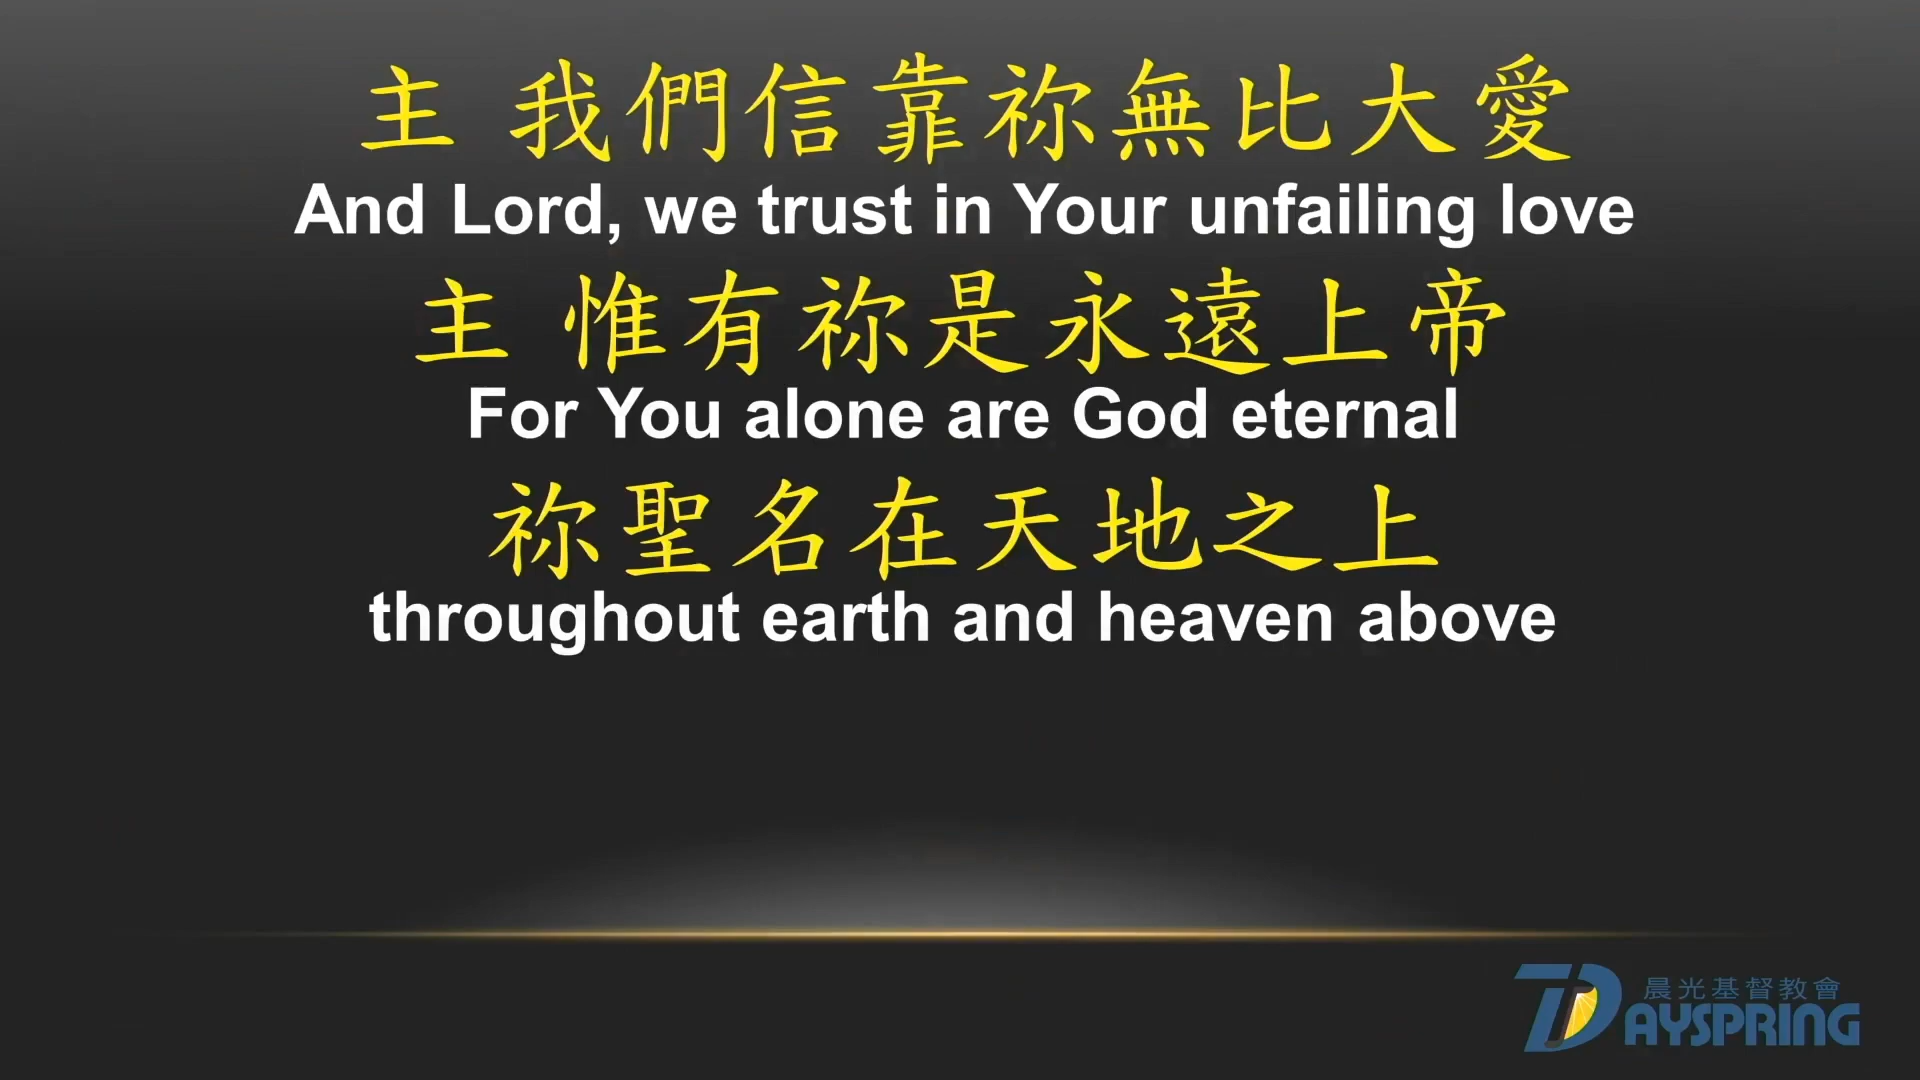 主 我們信靠祢無比大愛
And Lord, we trust in Your unfailing love
主 惟有祢是永遠上帝
For You alone are God eternal
祢聖名在天地之上
throughout earth and heaven above
晨光基督教會
DAYSPRING